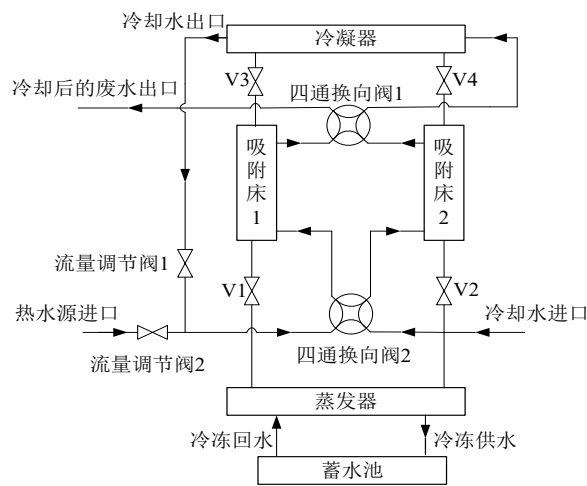 冷却水出口
冷凝器
V3
V4
冷却后的废水出口
四通换向阀1
吸附床1
吸附床2
流量调节阀1
V1
V2
热水源进口
冷却水进口
流量调节阀2
四通换向阀2
蒸发器
冷冻回水
冷冻供水
蓄水池